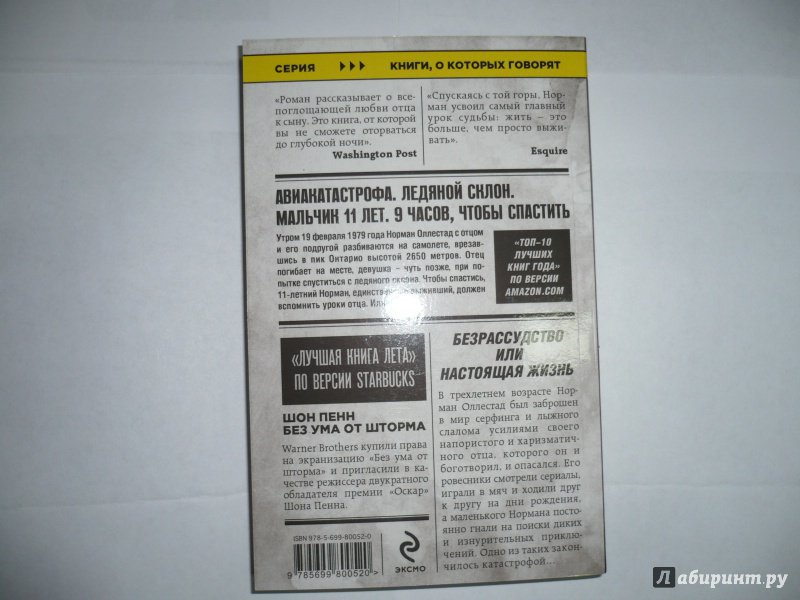 СЕРИЯ КНИГИ, О КОТОРЫХ ГОВОРЯТ
«Роман рассказывает о все-
поглощающей любви отца
к сыну. Это книга, от которой
вы не сможете оторваться
до глубокой ночи».
Washington Post
«Спускаясь с той горы, Нор-
ман усвоил самый главный
урок судьбы: жить – это
больше, чем просто выжи-
вать».
Esquire
АВИАКАТАСТРОФА. ЛЕДЯНОЙ СКЛОН.
МАЛЬЧИК 11 ЛЕТ. 9 ЧАСОВ, ЧТОБЫ СПАСТИТЬ
Утром 19 февраля 1979 года Норман Оллестад с отцом
и его подругой разбиваются на самолете, врезав-
шись в пик Онтарио высотой 2650 метров. Отец
погибает на месте, девушка – чуть позже, при по-
пытке спуститься с ледяного склона. Чтобы спастись,
11-летний Норман, выживший, должен
вспомнить уроки отца.
«ТОП–10
ЛУЧШИХ
КНИГ ГОДА»
ПО ВЕРСИИ
AMAZON.COM
«ЛУЧШАЯ КНИГА ЛЕТА»
ПО ВЕРСИИ STARBUCKS
ШОН ПЕНН
БЕЗ УМА ОТ ШТОРМА
Warner Brothers купили права
на экранизацию «Без ума от
шторма» и пригласили в ка-
честве режиссера двукратного
обладателя премии «Оскар»
Шона Пенна.
БЕЗРАССУДСТВО
ИЛИ
НАСТОЯЩАЯ ЖИЗНЬ
В трехлетнем возрасте Нор-
ман Оллестад был заброшен
в мир серфинга и лыжного
слалома усилиями своего
напористого и харизматич-
ного отца, которого он и
боготворил, и опасался. Его
ровесники смотрели сериалы,
играли в мяч и ходили друг
к другу на дни рождения,
а маленького Нормана посто-
янно гнали на поиски диких
и изнурительных приклю-
чений. Одно из таких закон-
чилось катастрофой...
ISBN 978-5-699-80052-0
9 785699 800520 >
ЭКСМО
Лабиринт.ру